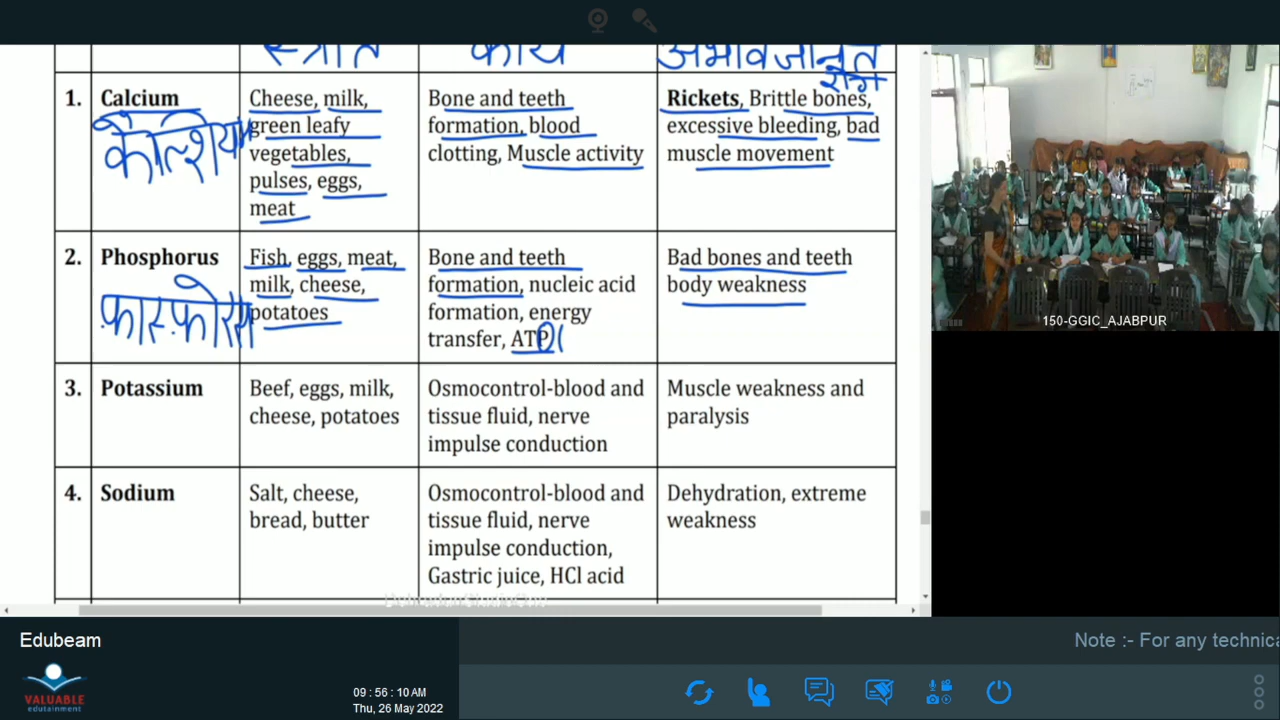 स्त्रोत
कार्य
अभावजनित
रोग
1.
Calcium
कैल्शियम
Cheese, milk,
green leafy
vegetables,
pulses, eggs,
meat
Bone and teeth
formation, blood
clotting, Muscle activity
Rickets, Brittle bones,
excessive bleeding, bad
muscle movement
2.
Phosphorus
फ़ास्फ़ोरस
Fish, eggs, meat,
milk, cheese,
potatoes
Bone and teeth
formation, nucleic acid
formation, energy
transfer, ATP
Bad bones and teeth
body weakness
3.
Potassium
Beef, eggs, milk,
cheese, potatoes
Osmocontrol-blood and
tissue fluid, nerve
impulse conduction
Muscle weakness and
paralysis
4.
Sodium
Salt, cheese,
bread, butter
Osmocontrol-blood and
tissue fluid, nerve
impulse conduction,
Gastric juice, HCl acid
Dehydration, extreme
weakness
150-GGIC_AJABPUR
Edubeam
Note :- For any technica
VALUABLE
edutainment
09 : 56 : 10 AM
Thu, 26 May 2022